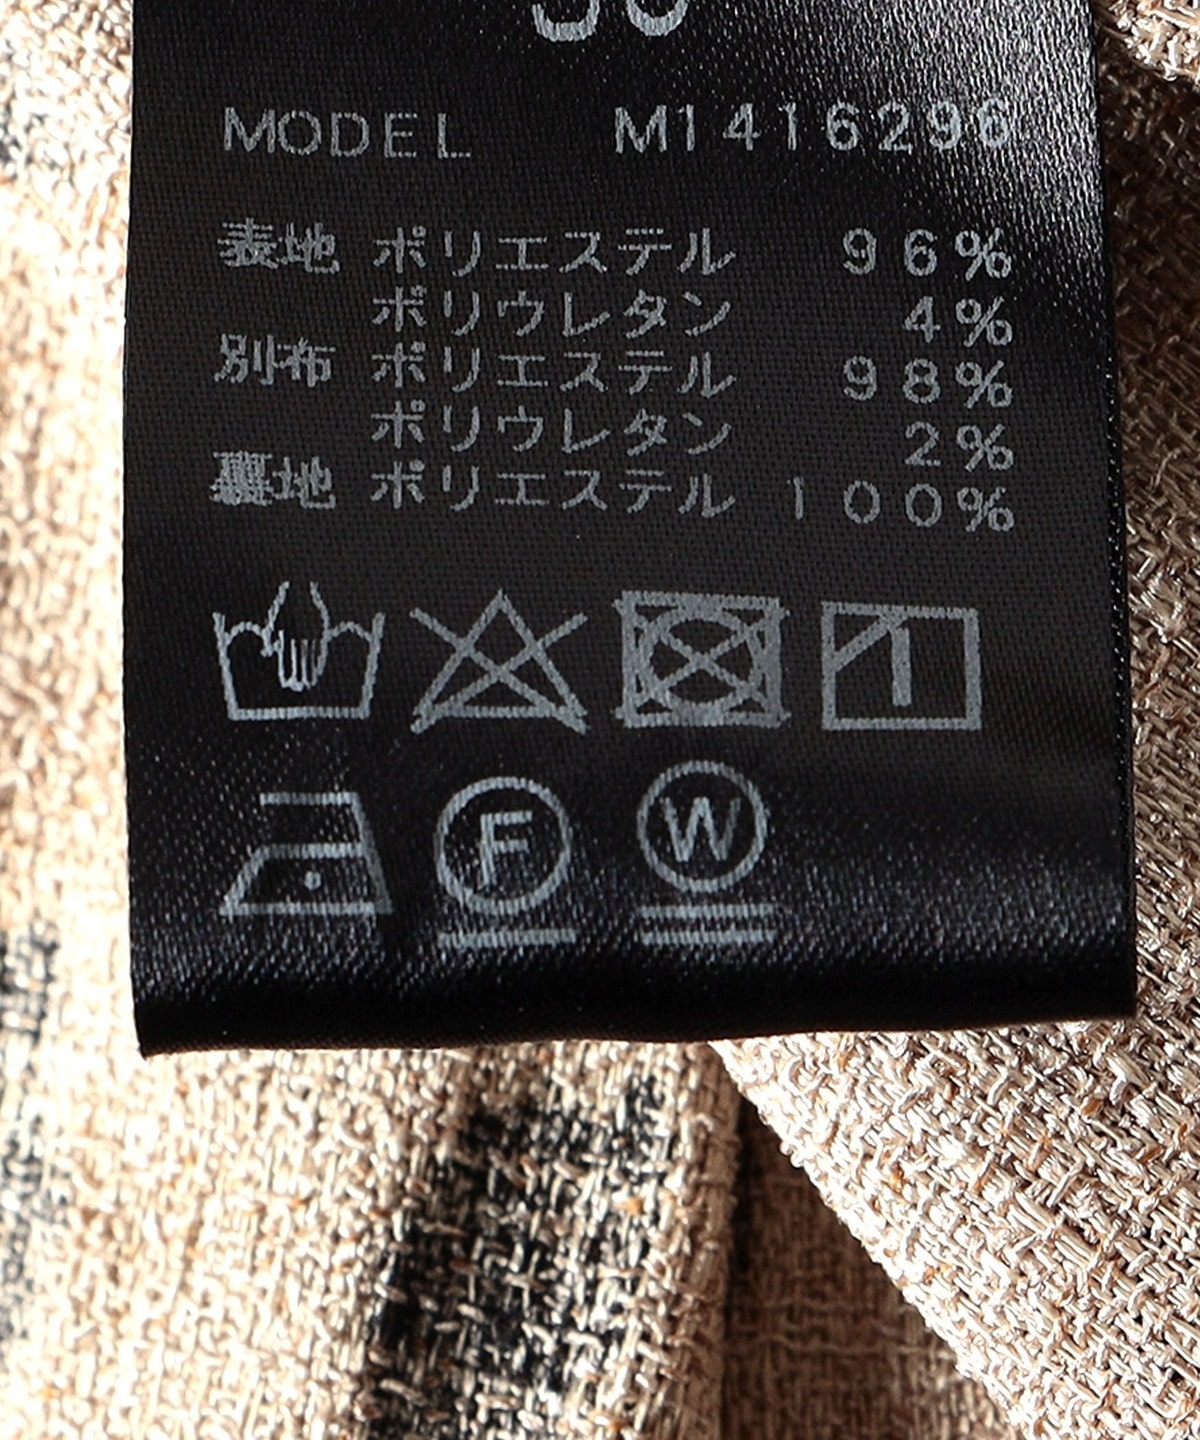 MODEL M1416296
表地 ポリエステル 96%
ポリウレタン 4%
別布 ポリエステル 98%
ポリウレタン 2%
裏地 ポリエステル 100%
F W